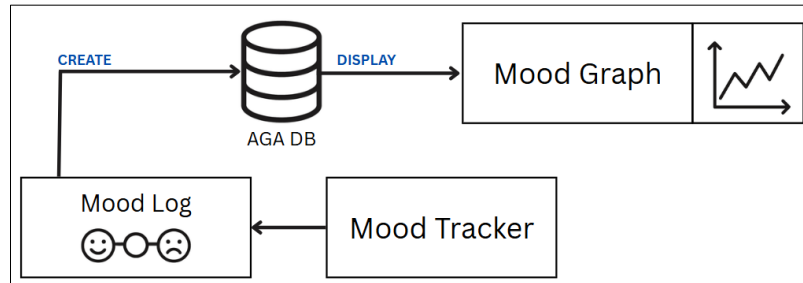 CREATE
DISPLAY
Mood Graph
AGA DB
Mood Log
Mood Tracker